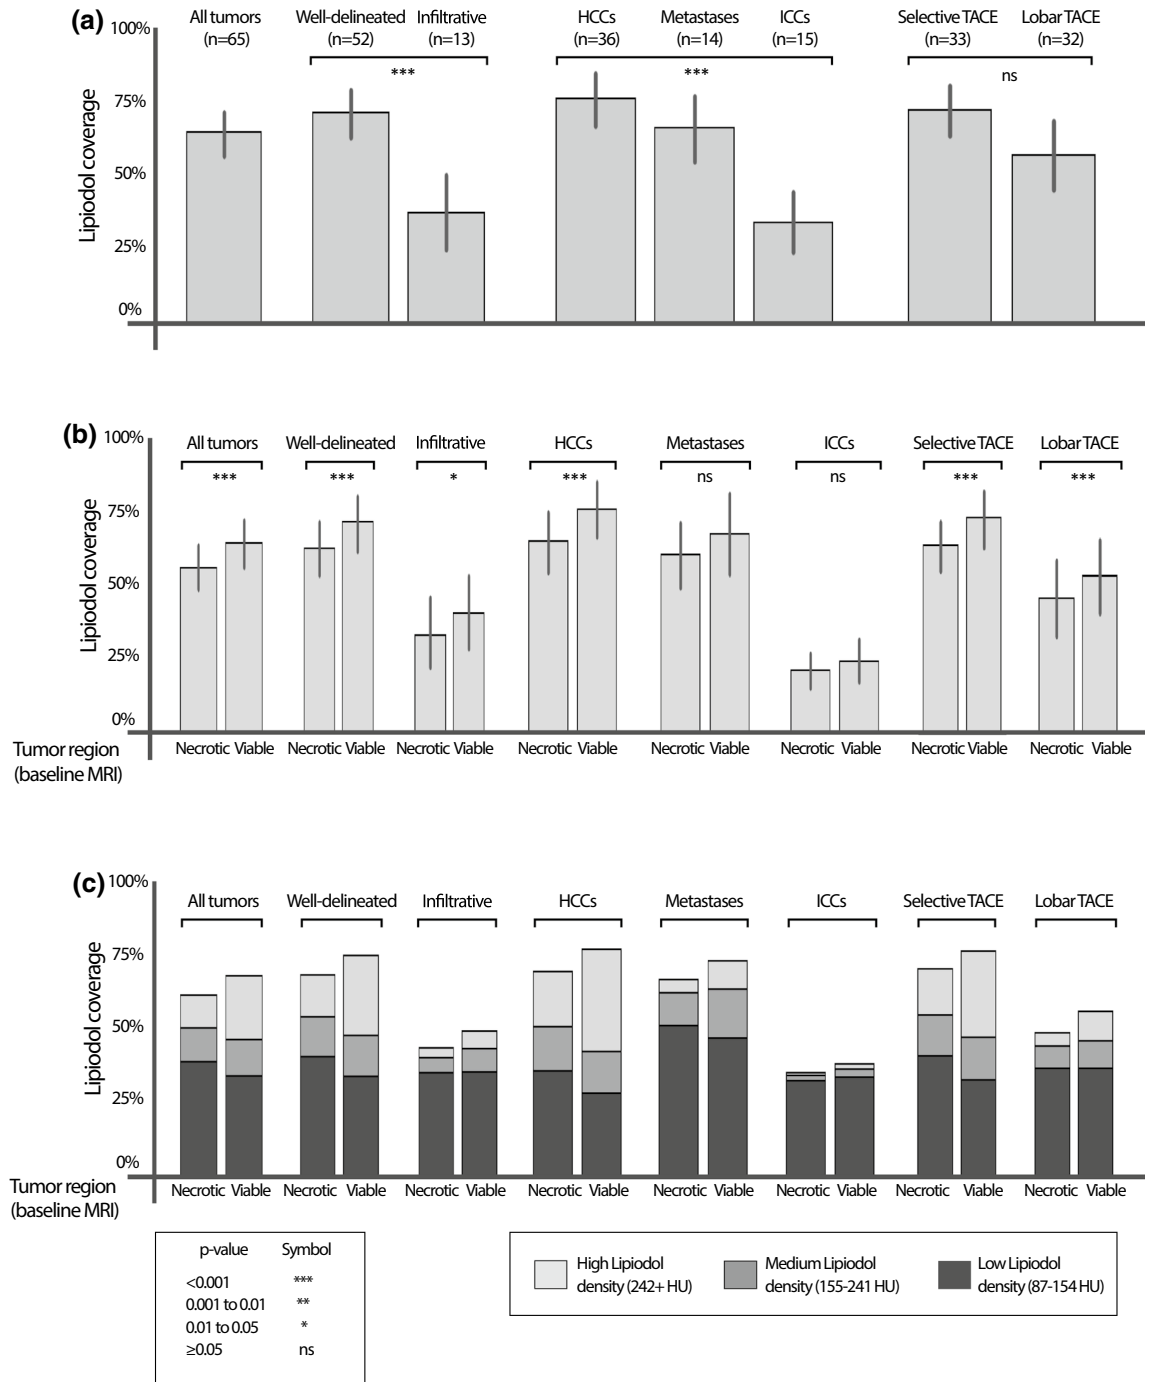 (a)
All tumors Well-delineated Infiltrative HCCs Metastases ICCs Selective TACE Lobar TACE
(n=65) (n=52) (n=13) (n=36) (n=14) (n=15) (n=33) (n=32)
*** *** ns
100%
75%
50%
25%
0%
Lipiodol coverage
(b)
All tumors Well-delineated Infiltrative HCCs Metastases ICCs Selective TACE Lobar TACE
*** *** * *** ns ns *** ***
100%
75%
50%
25%
0%
Lipiodol coverage
Tumor region
(baseline MRI)
Necrotic Viable Necrotic Viable Necrotic Viable Necrotic Viable Necrotic Viable Necrotic Viable Necrotic Viable Necrotic Viable
(c)
All tumors Well-delineated Infiltrative HCCs Metastases ICCs Selective TACE Lobar TACE
100%
75%
50%
25%
0%
Lipiodol coverage
Tumor region
(baseline MRI)
Necrotic Viable Necrotic Viable Necrotic Viable Necrotic Viable Necrotic Viable Necrotic Viable Necrotic Viable Necrotic Viable
p-value Symbol
<0.001 ***
0.001 to 0.01 **
0.01 to 0.05 *
≥0.05 ns
High Lipiodol
density (242+ HU)
Medium Lipiodol
density (155-241 HU)
Low Lipiodol
density (87-154 HU)